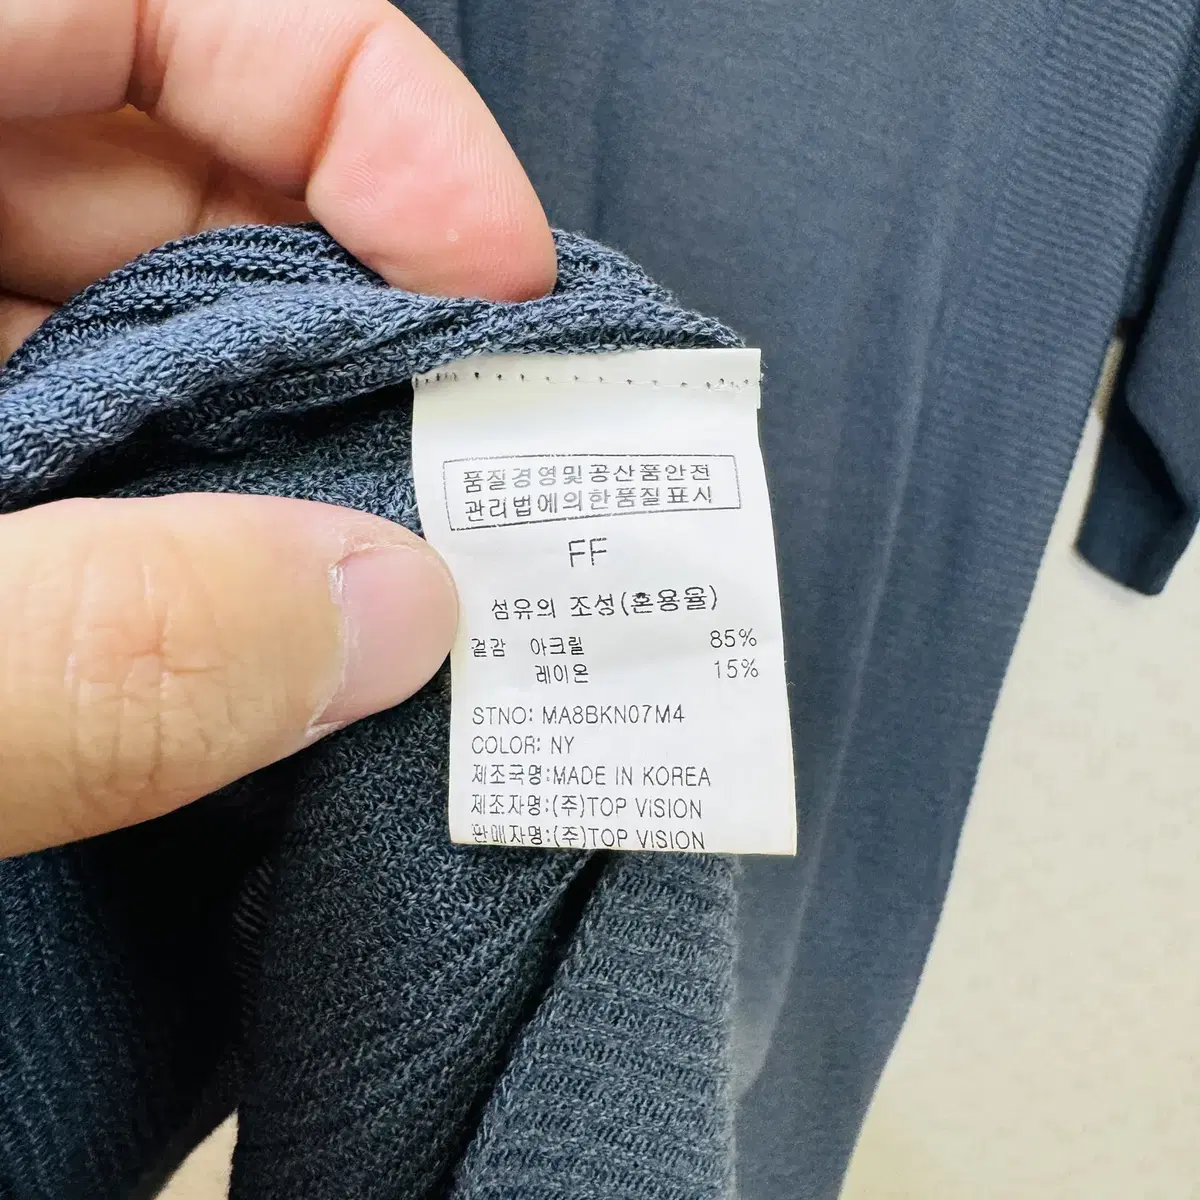 품질경영및공산품안전
관리법에의한품질표시
FF
섬유의 조성(혼용율)
겉감 아크릴 85%
레이온 15%
STNO: MA8BKN07M4
COLOR: NY
제조국명:MADE IN KOREA
제조자명:(주)TOP VISION
판매자명:(주)TOP VISION